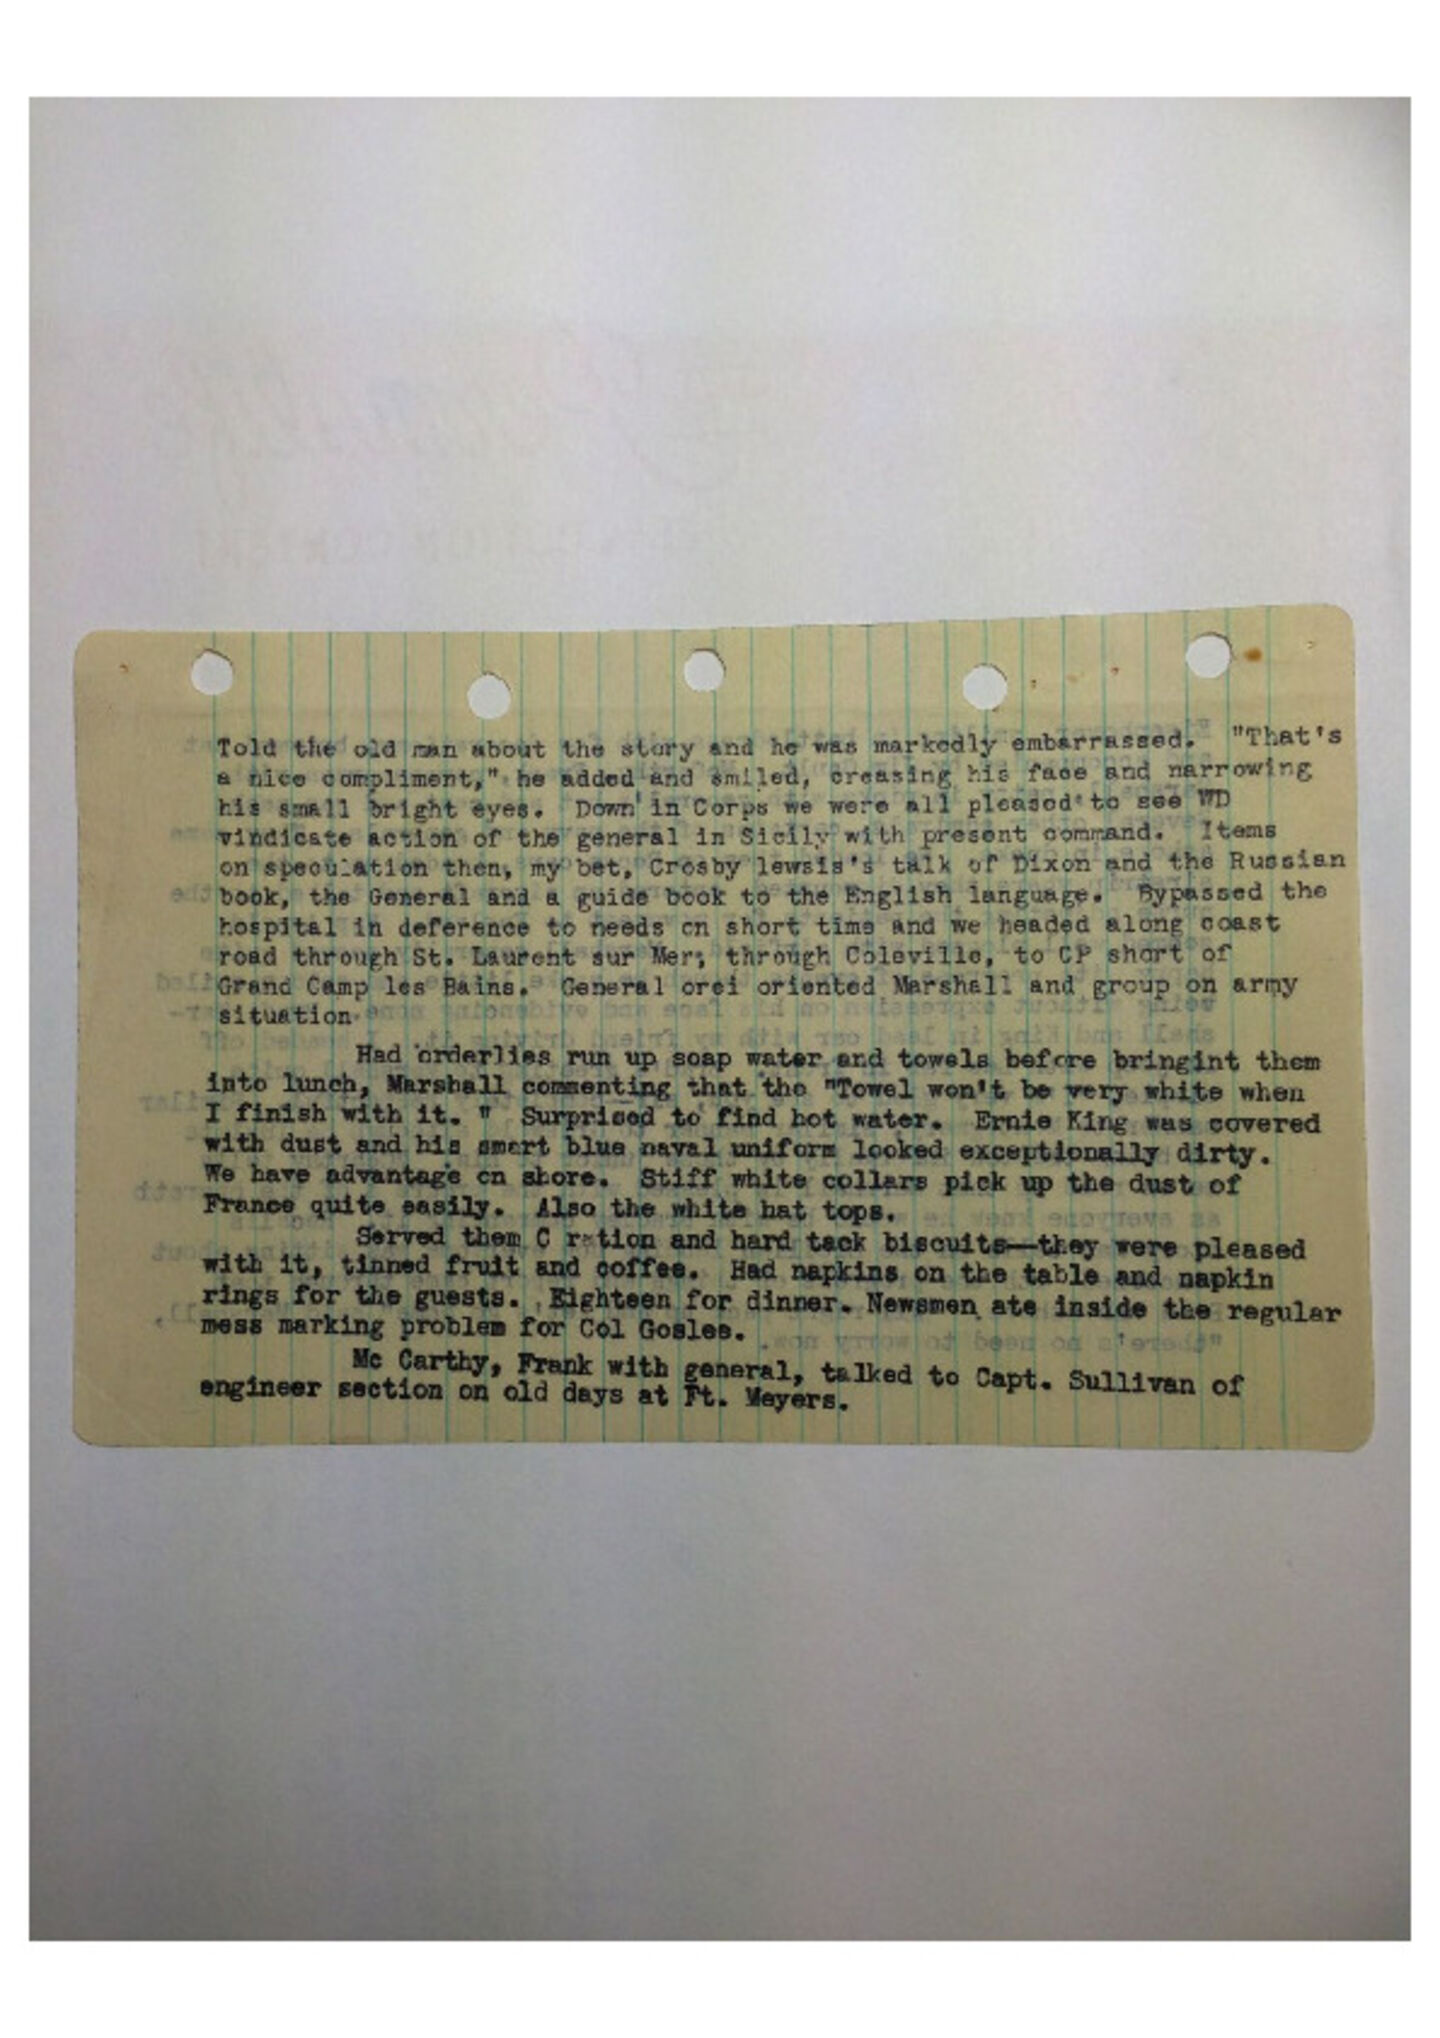 Told the old man about the story and he was markedly embarrassed. "That's
a nice compliment," he added and smiled, creasing his face and narrowing
his small bright eyes. Down in Corps we were all pleased to see WD
vindicate action of the general in Sicily with present command. Items
on speculation then, my bet, Crosby lewsis's talk of Dixon and the Russian
book, the General and a guide book to the English language. Bypassed the
hospital in deference to needs on short time and we headed along coast
road through St. Laurent sur Mer; through Coleville, to CP short of
Grand Camp les Bains. General orei oriented Marshall and group on army
situation
Had orderlies run up soap water and towels before bringint them
into lunch, Marshall commenting that the "Towel won't be very white when
I finish with it. " Surprised to find hot water. Ernie King was covered
with dust and his smart blue naval uniform looked exceptionally dirty.
We have advantage on shore. Stiff white collars pick up the dust of
France quite easily. Also the white hat tops.
Served them C ration and hard tack biscuits—they were pleased
with it, tinned fruit and coffee. Had napkins on the table and napkin
rings for the guests. Eighteen for dinner. Newsmen ate inside the regular
mess marking problem for Col Goslee.
Mc Carthy, Frank with general, talked to Capt. Sullivan of
engineer section on old days at Ft. Meyers.